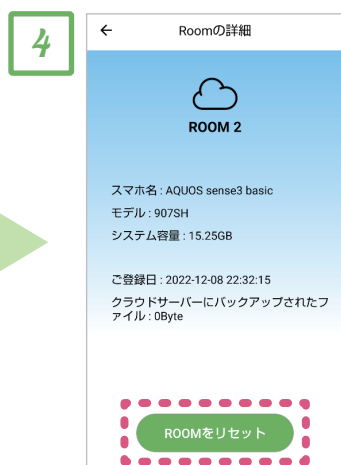 4
Roomの詳細
ROOM 2
スマホ名 : AQUOS sense3 basic
モデル : 907SH
システム容量 : 15.25GB
ご登録日 : 2022-12-08 22:32:15
クラウドサーバーにバックアップされたフ
ァイル : 0Byte
ROOMをリセット